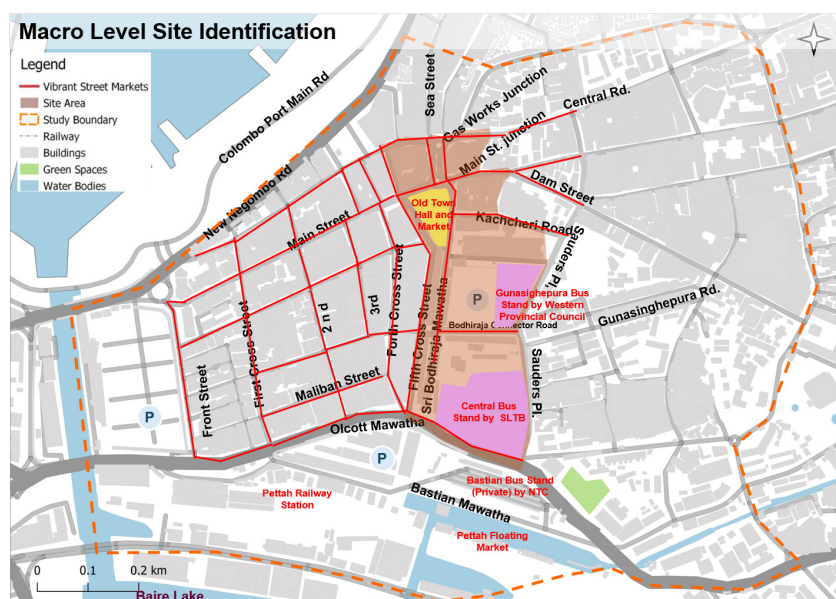 Macro Level Site Identification
Legend
Vibrant Street Markets
Site Area
Study Boundary
Railway
Buildings
Green Spaces
Water Bodies
Colombo Port Main Rd
Sea Street
Gas Works Junction
Central Rd.
Main St. junction
New Negombo Rd
Main Street
Dam Street
Old Town
Hall and
Market
Kachcheri Road
Sauders Pl.
Gunasinghepura Bus
Stand by Western
Provincial Council
Gunasinghepura Rd.
P
Bodhiraja Connector Road
First Cross Street
2 nd
3rd
Forth Cross Street
Fifth Cross Street
Sri Bodhiraja Mawatha
Front Street
Maliban Street
Sauders Pl.
Central Bus
Stand by SLTB
P
Olcott Mawatha
P
Bastian Bus Stand
(Private) by NTC
Pettah Railway
Station
Bastian Mawatha
Pettah Floating
Market
0 0.1 0.2 km
Baire Lake